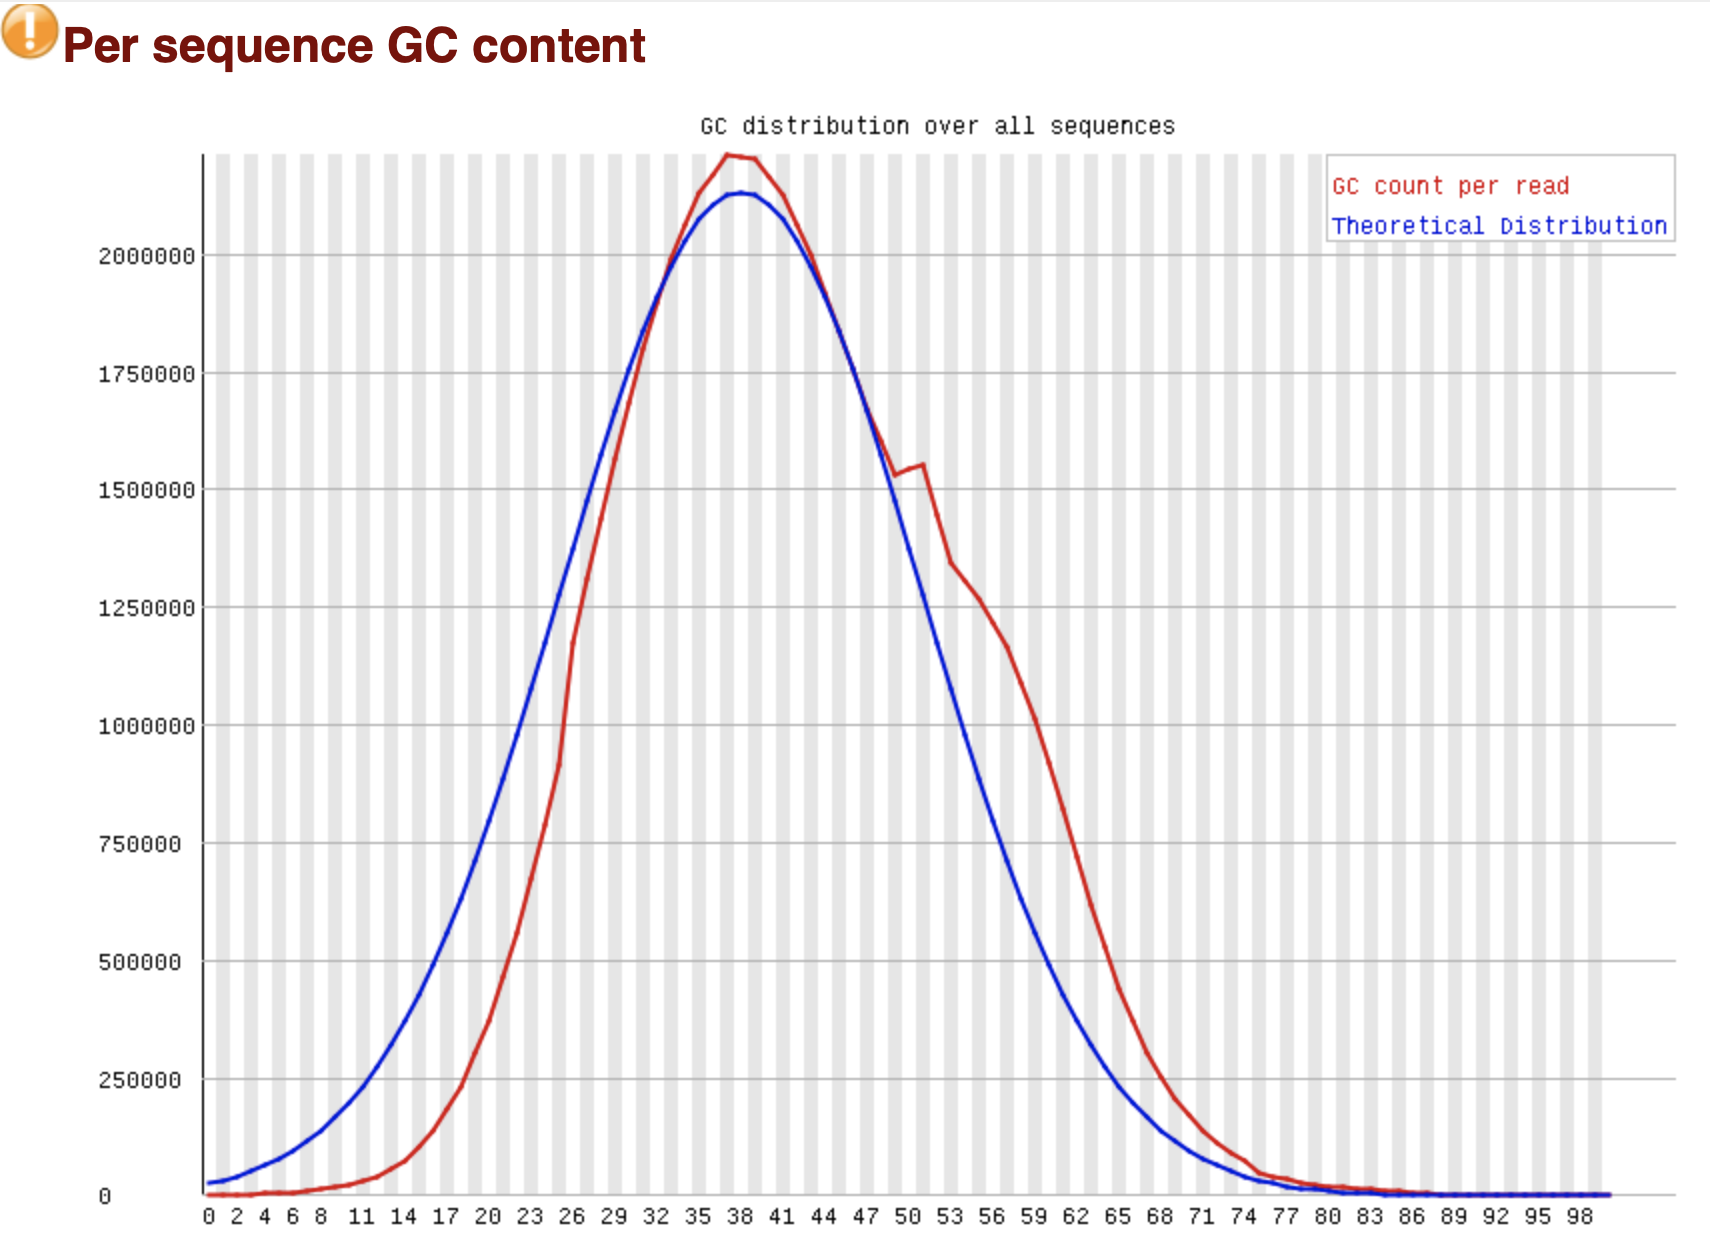 Per sequence GC content
GC distribution over all sequences
GC count per read
Theoretical Distribution
2000000
1750000
1500000
1250000
1000000
750000
500000
250000
0
0 2 4 6 8 11 14 17 20 23 26 29 32 35 38 41 44 47 50 53 56 59 62 65 68 71 74 77 80 83 86 89 92 95 98